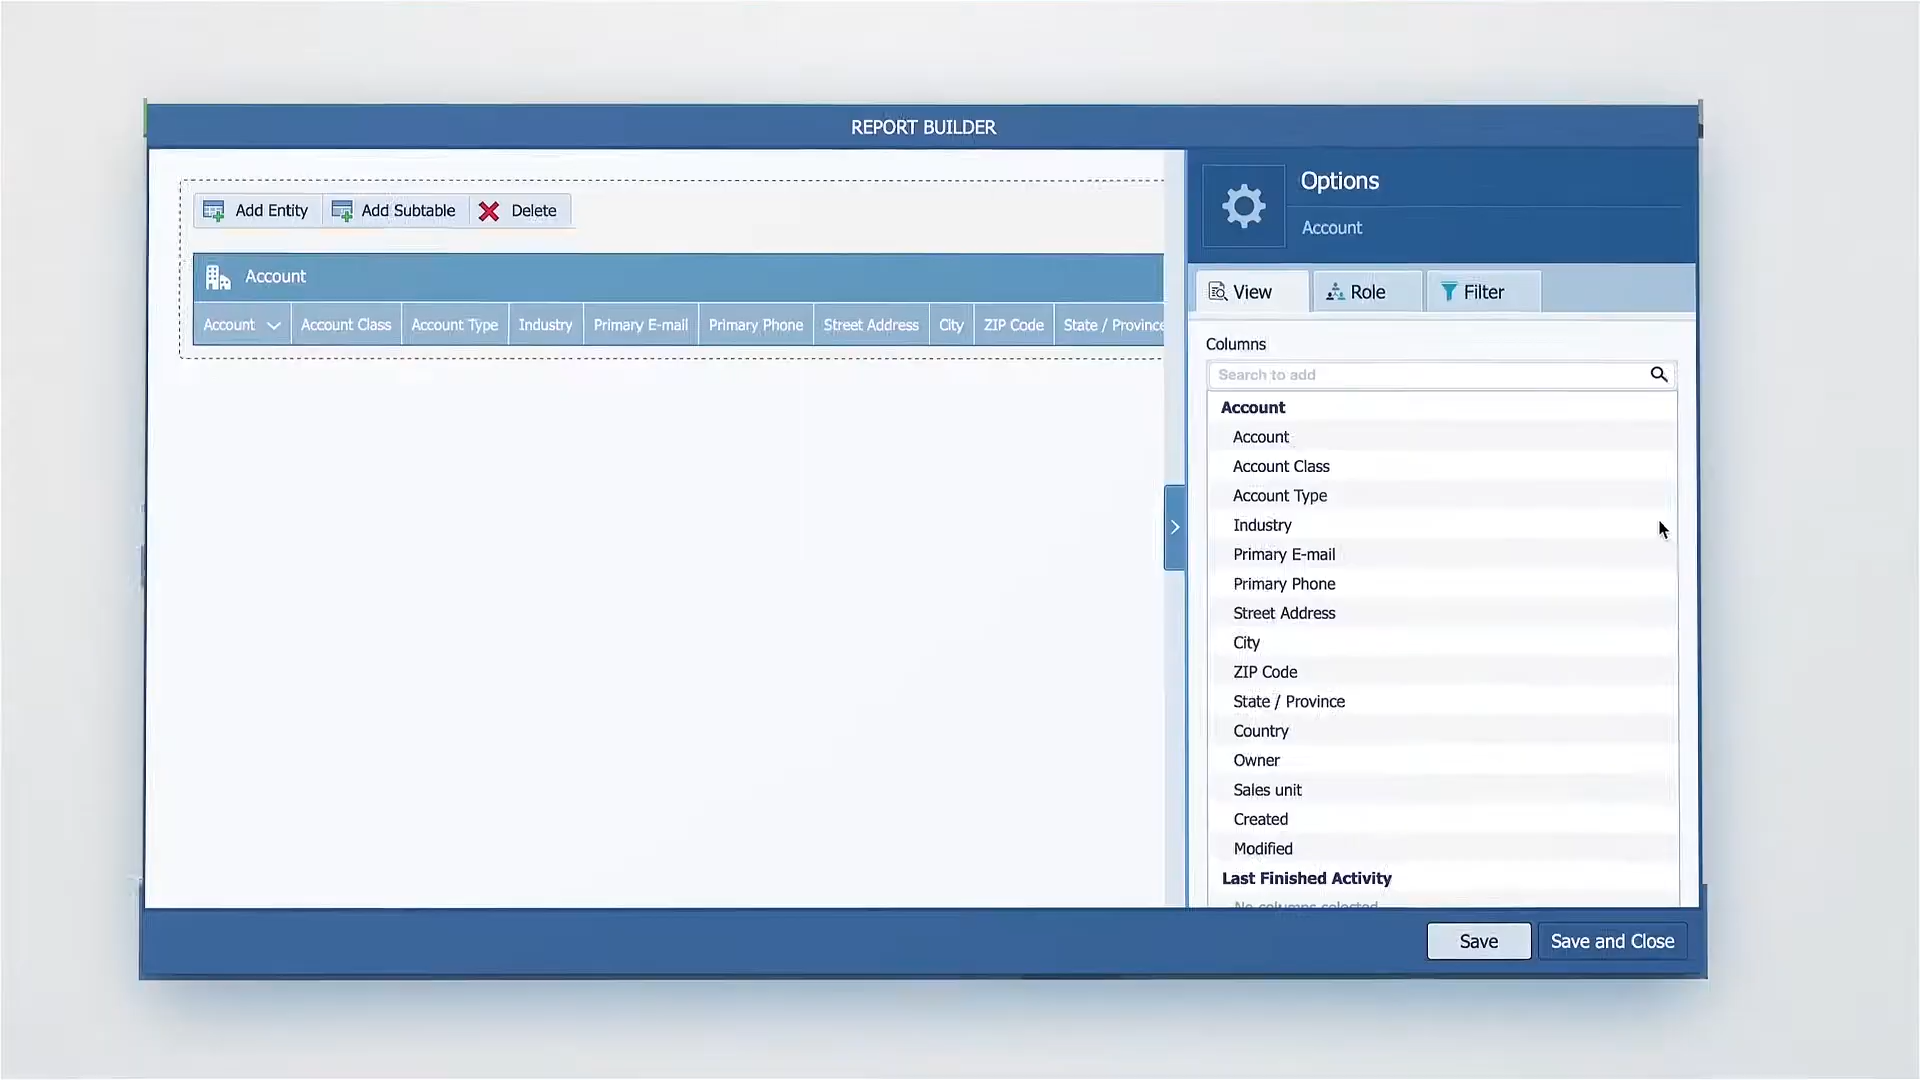 REPORT BUILDER
Add Entity Add Subtable Delete
Account
Account Account Class Account Type Industry Primary E-mail Primary Phone Street Address City ZIP Code State / Province
Options
Account
View Role Filter
Columns
Search to add
Account
Account
Account Class
Account Type
Industry
Primary E-mail
Primary Phone
Street Address
City
ZIP Code
State / Province
Country
Owner
Sales unit
Created
Modified
Last Finished Activity
No columns selected
Save Save and Close